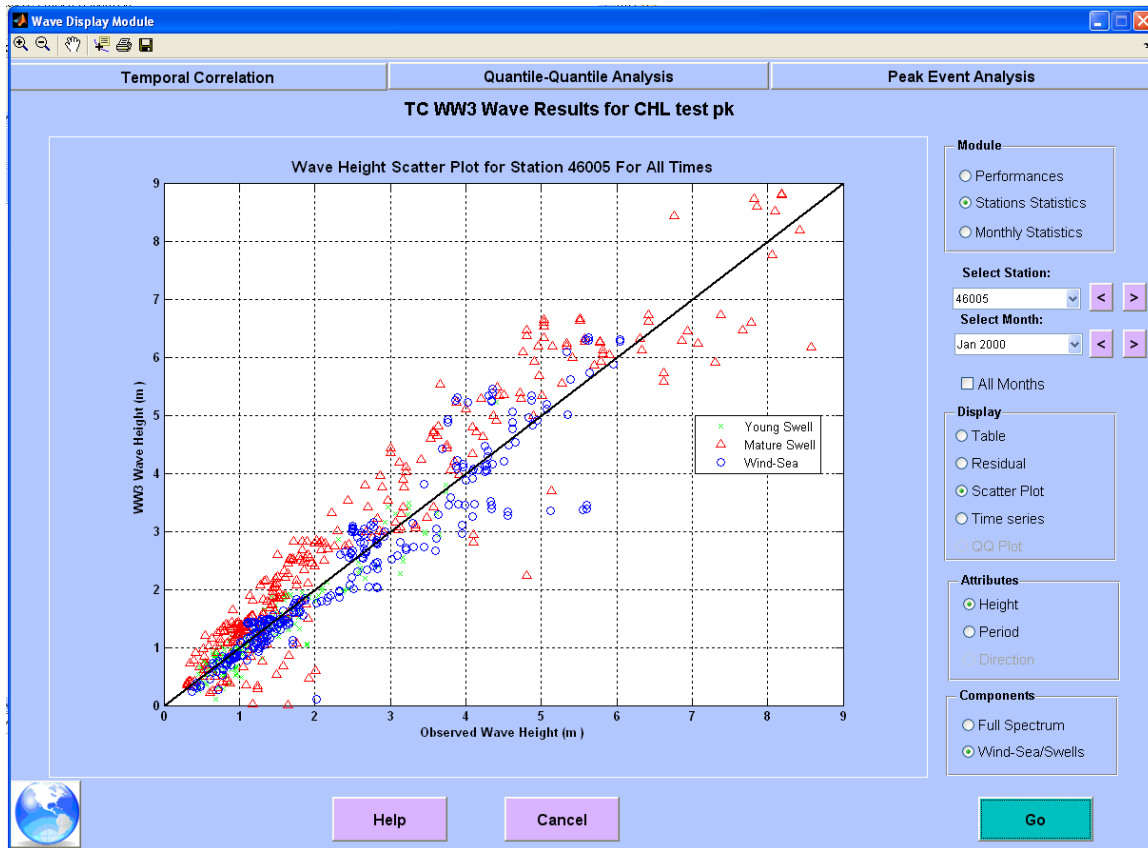 Wave Display Module
Temporal Correlation
Quantile-Quantile Analysis
Peak Event Analysis
TC WW3 Wave Results for CHL test pk
Wave Height Scatter Plot for Station 46005 For All Times
9
8
7
6
5
4
3
2
1
0
WW3 Wave Height (m )
0 1 2 3 4 5 6 7 8 9
Observed Wave Height (m )
Young Swell
Mature Swell
Wind-Sea
Module
Performances
Stations Statistics
Monthly Statistics
Select Station:
46005
< >
Select Month:
Jan 2000
< >
All Months
Display
Table
Residual
Scatter Plot
Time series
QQ Plot
Attributes
Height
Period
Direction
Components
Full Spectrum
Wind-Sea/Swells
Help
Cancel
Go